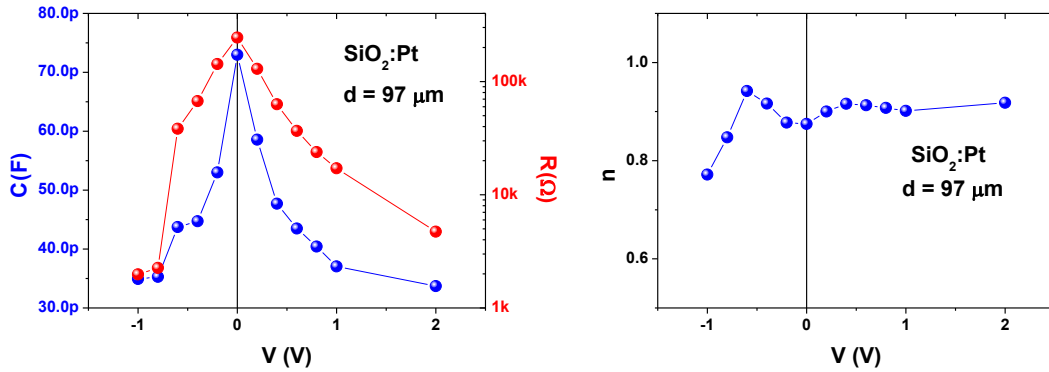 80.0p
70.0p
60.0p
50.0p
40.0p
30.0p
C(F)
SiO2:Pt
d = 97 μm
100k
10k
1k
R(Ω)
-1 0 1 2
V (V)
1.0
0.8
0.6
n
SiO2:Pt
d = 97 μm
-1 0 1 2
V (V)